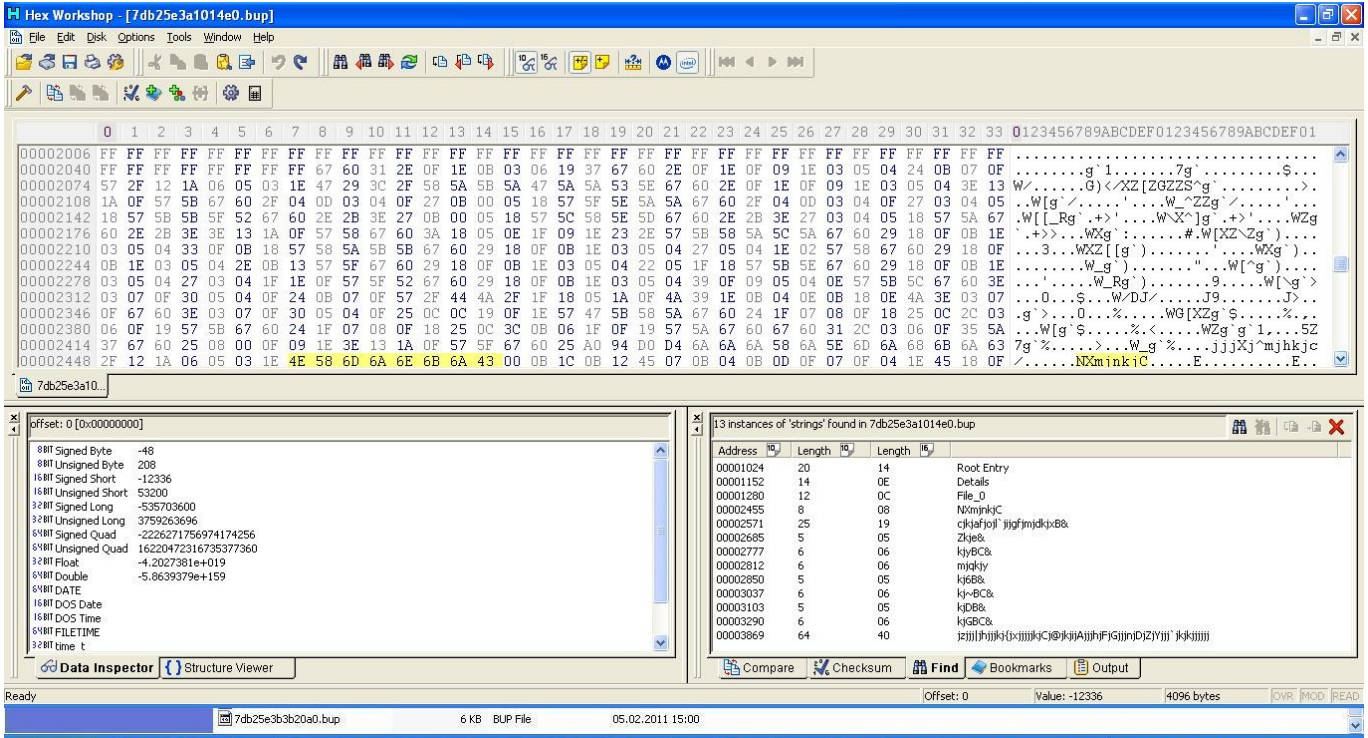 Hex Workshop - [7db25e3a1014e0.bup]
File Edit Disk Options Tools Window Help
0 1 2 3 4 5 6 7 8 9 10 11 12 13 14 15 16 17 18 19 20 21 22 23 24 25 26 27 28 29 30 31 32 33 0123456789ABCDEF0123456789ABCDEF01
00002006 FF FF FF FF FF FF FF FF FF FF FF FF FF FF FF FF FF FF FF FF FF FF FF FF FF FF FF FF FF FF FF FF FF FF ..................................
00002040 FF FF FF FF FF FF FF FF 67 60 31 2E 0F 1E 0B 03 06 19 37 67 60 2E 0F 1E 0F 09 1E 03 05 04 24 0B 07 0F ........g`1.......7g`.........$...
00002074 57 2F 12 1A 06 05 03 1E 47 29 3C 2F 58 5A 5B 5A 47 5A 5A 53 5E 67 60 2E 0F 1E 0F 09 1E 03 05 04 3E 13 W/......G)</XZ[ZGZZS^g`.........>.
00002108 1A 0F 57 5B 67 60 2F 04 0D 03 04 0F 27 0B 00 05 18 57 5F 5E 5A 5A 67 60 2F 04 0D 03 04 0F 27 03 04 05 ..W[g`/.....'....W_^ZZg`/.....'...
00002142 18 57 5B 5B 5F 52 67 60 2E 2B 3E 27 0B 00 05 18 57 5C 58 5E 5D 67 60 2E 2B 3E 27 03 04 05 18 57 5A 67 .W[[_Rg`.+>'....W\X^]g`.+>'....WZg
00002176 60 2E 2B 3E 3E 13 1A 0F 57 58 67 60 3A 18 05 0E 1F 09 1E 23 2E 57 5B 58 5A 5C 5A 67 60 29 18 0F 0B 1E `.+>>...WXg`:......#.W[XZ\Zg`)....
00002210 03 05 04 33 0F 0B 18 57 58 5A 5B 5B 67 60 29 18 0F 0B 1E 03 05 04 27 05 04 1E 02 57 58 67 60 29 18 0F ...3...WXZ[[g`).......'....WXg`)..
00002244 0B 1E 03 05 04 2E 0B 13 57 5F 67 60 29 18 0F 0B 1E 03 05 04 22 05 1F 18 57 5B 5E 67 60 29 18 0F 0B 1E ........W_g`)......."...W[^g`)....
00002278 03 05 04 27 03 04 1F 1E 0F 57 5F 52 67 60 29 18 0F 0B 1E 03 05 04 39 0F 09 05 04 0E 57 5B 5C 67 60 3E ...'.....W_Rg`).......9.....W[\g`>
00002312 03 07 0F 30 05 04 0F 24 0B 07 0F 57 2F 44 4A 2F 1F 18 05 1A 0F 4A 39 1E 0B 04 0E 0B 18 0E 4A 3E 03 07 ...0...$...W/DJ/.....J9.......J>..
00002346 0F 67 60 3E 03 07 0F 30 05 04 0F 25 0C 0C 19 0F 1E 57 47 5B 58 5A 67 60 24 1F 07 08 0F 18 25 0C 2C 03 .g`>...0...%.....WG[XZg`$.....%.,.
00002380 06 0F 19 57 5B 67 60 24 1F 07 08 0F 18 25 0C 3C 0B 06 1F 0F 19 57 5A 67 60 67 60 31 2C 03 06 0F 35 5A ...W[g`$.....%.<.....WZg`g`1,...5Z
00002414 37 67 60 25 08 00 0F 09 1E 3E 13 1A 0F 57 5F 67 60 25 A0 94 D0 D4 6A 6A 6A 58 6A 5E 6D 6A 68 6B 6A 63 7g`%.....>...W_g`%....jjjXj^mjhkjc
00002448 2F 12 1A 06 05 03 1E 4E 58 6D 6A 6E 6B 6A 43 00 0B 1C 0B 12 45 07 0B 04 0B 0D 0F 07 0F 04 1E 45 18 0F /......NXmjnkjC.....E..........E..
7db25e3a10...
offset: 0 [0x00000000]
8BIT Signed Byte -48
8BIT Unsigned Byte 208
16BIT Signed Short -12336
16BIT Unsigned Short 53200
32BIT Signed Long -535703600
32BIT Unsigned Long 3759263696
64BIT Signed Quad -2226271756974174256
64BIT Unsigned Quad 16220472316735377360
32BIT Float -4.2027381e+019
64BIT Double -5.8639379e+159
64BIT DATE
16BIT DOS Date
16BIT DOS Time
64BIT FILETIME
32BIT time_t
Data Inspector Structure Viewer
13 instances of 'strings' found in 7db25e3a1014e0.bup
Address Length Length
00001024 20 14 Root Entry
00001152 14 0E Details
00001280 12 0C File_0
00002455 8 08 NXmjnkjC
00002571 25 19 cjkjafjojl`jijgfjmjdkjxB&
00002685 5 05 Zkje&
00002777 6 06 kjyBC&
00002812 6 06 mjqkjy
00002850 5 05 kj6B&
00003037 6 06 kj~BC&
00003103 5 05 kjDB&
00003290 6 06 kjGBC&
00003869 64 40
Compare Checksum Find Bookmarks Output
Ready Offset: 0 Value: -12336 4096 bytes OVR MOD READ
7db25e3b3b20a0.bup 6 KB BUP File 05.02.2011 15:00